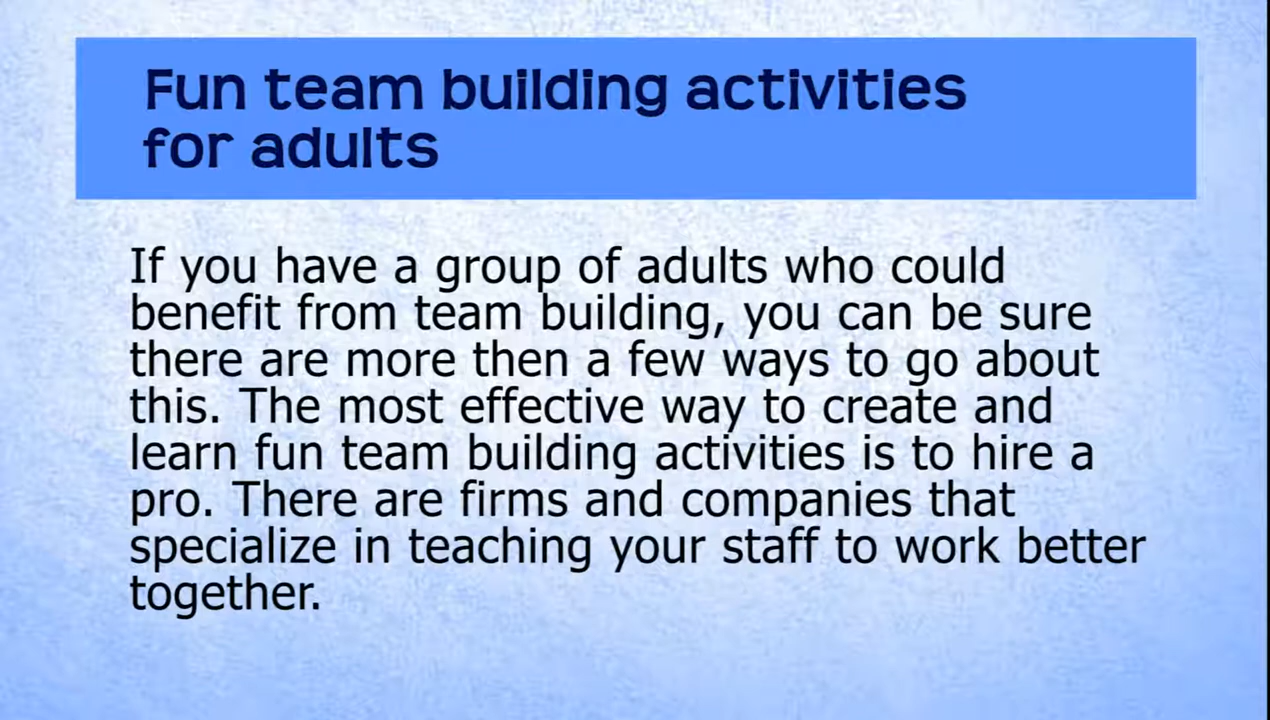 Fun team building activities
for adults
If you have a group of adults who could
benefit from team building, you can be sure
there are more then a few ways to go about
this. The most effective way to create and
learn fun team building activities is to hire a
pro. There are firms and companies that
specialize in teaching your staff to work better
together.